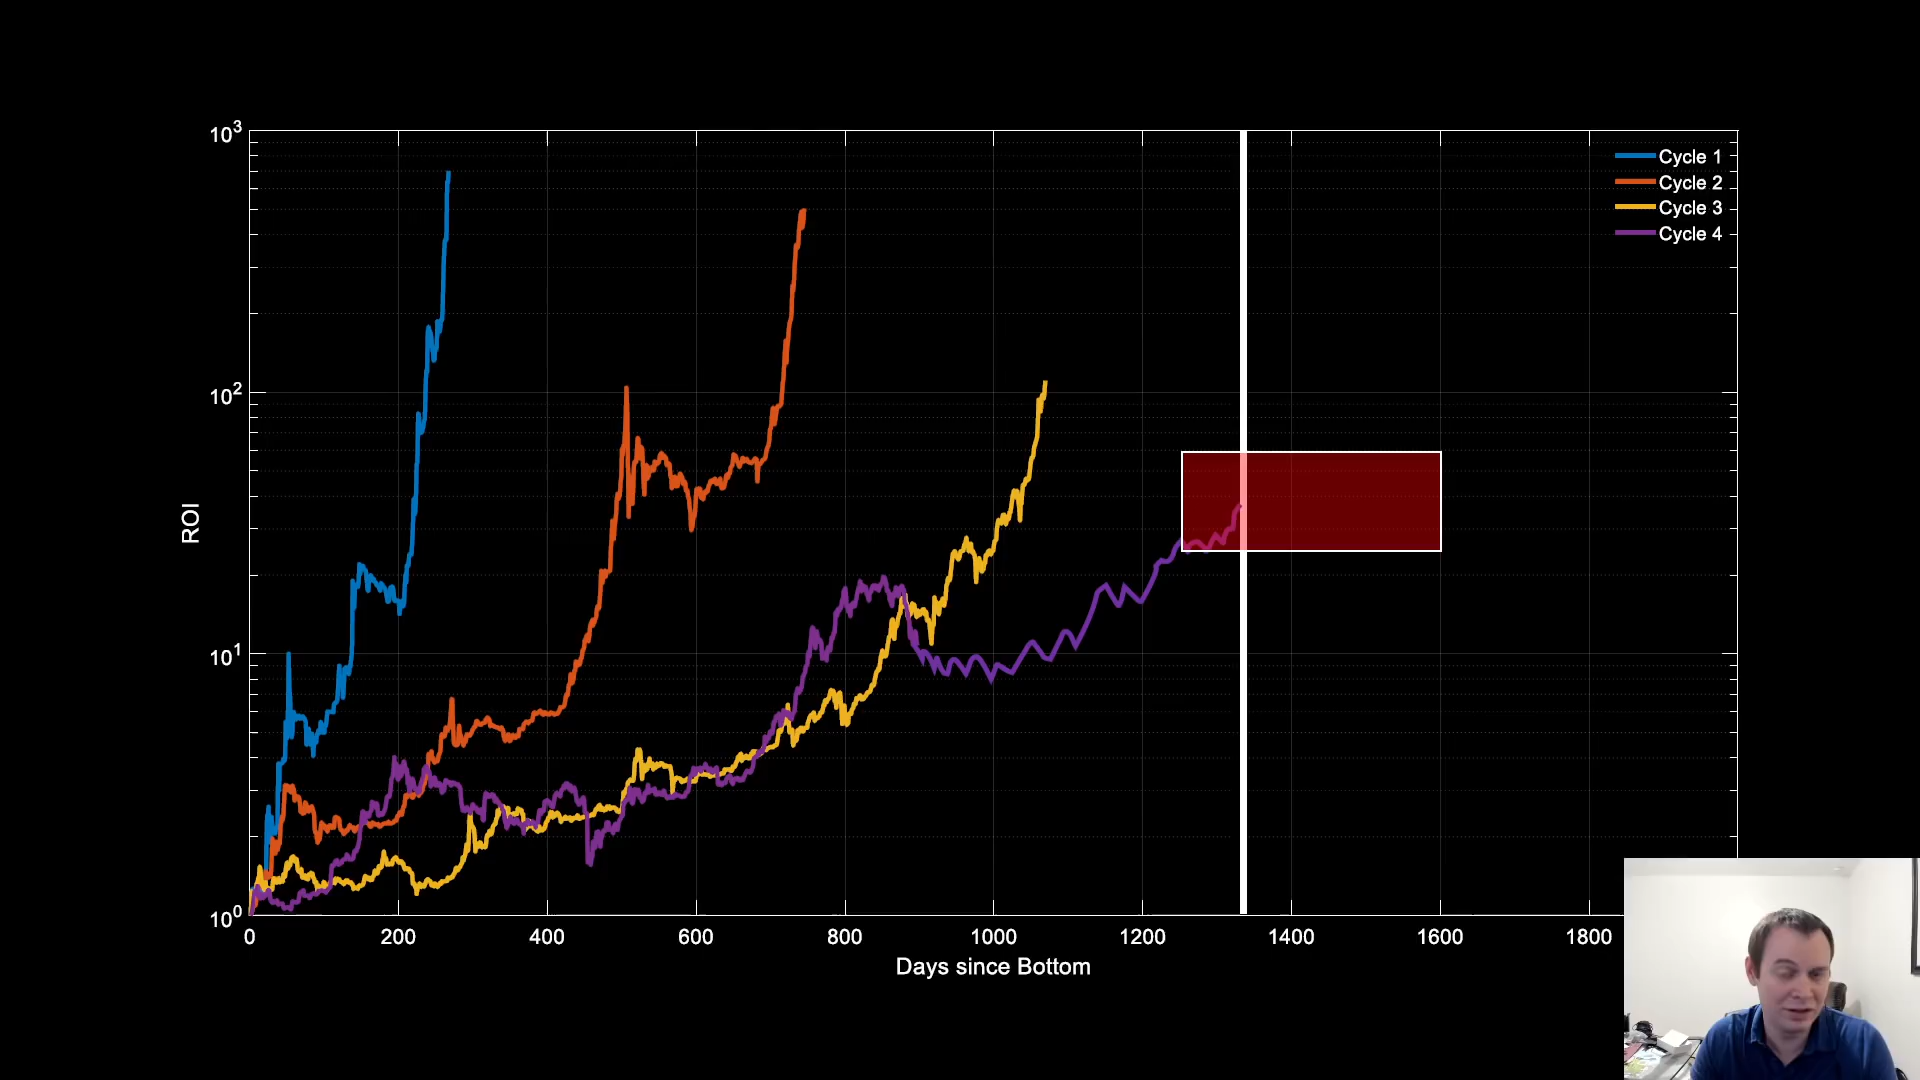 10³
Cycle 1
Cycle 2
Cycle 3
Cycle 4
10²
ROI
10¹
10⁰
0 200 400 600 800 1000 1200 1400 1600 1800
Days since Bottom